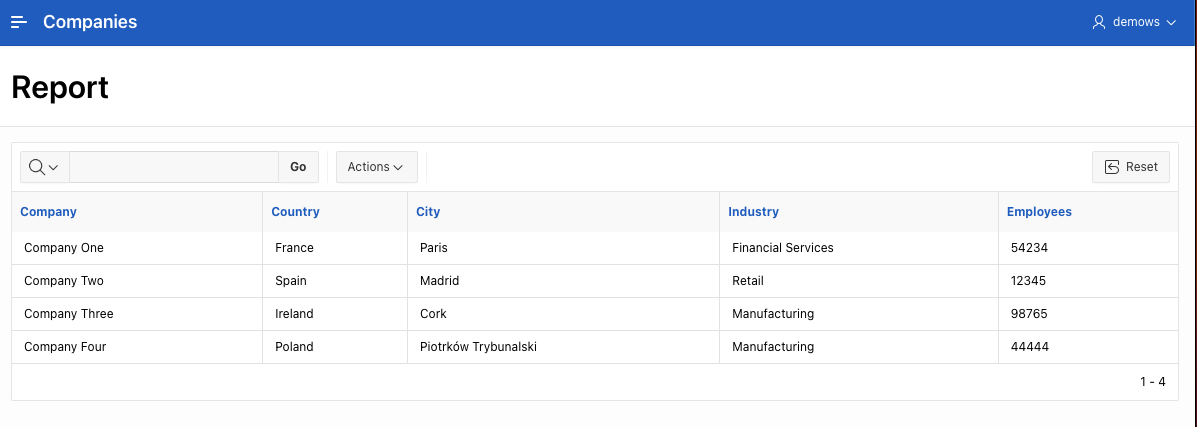 Companies demows
Report
Go Actions Reset
Company Country City Industry Employees
Company One France Paris Financial Services 54234
Company Two Spain Madrid Retail 12345
Company Three Ireland Cork Manufacturing 98765
Company Four Poland Piotrków Trybunalski Manufacturing 44444
1 - 4